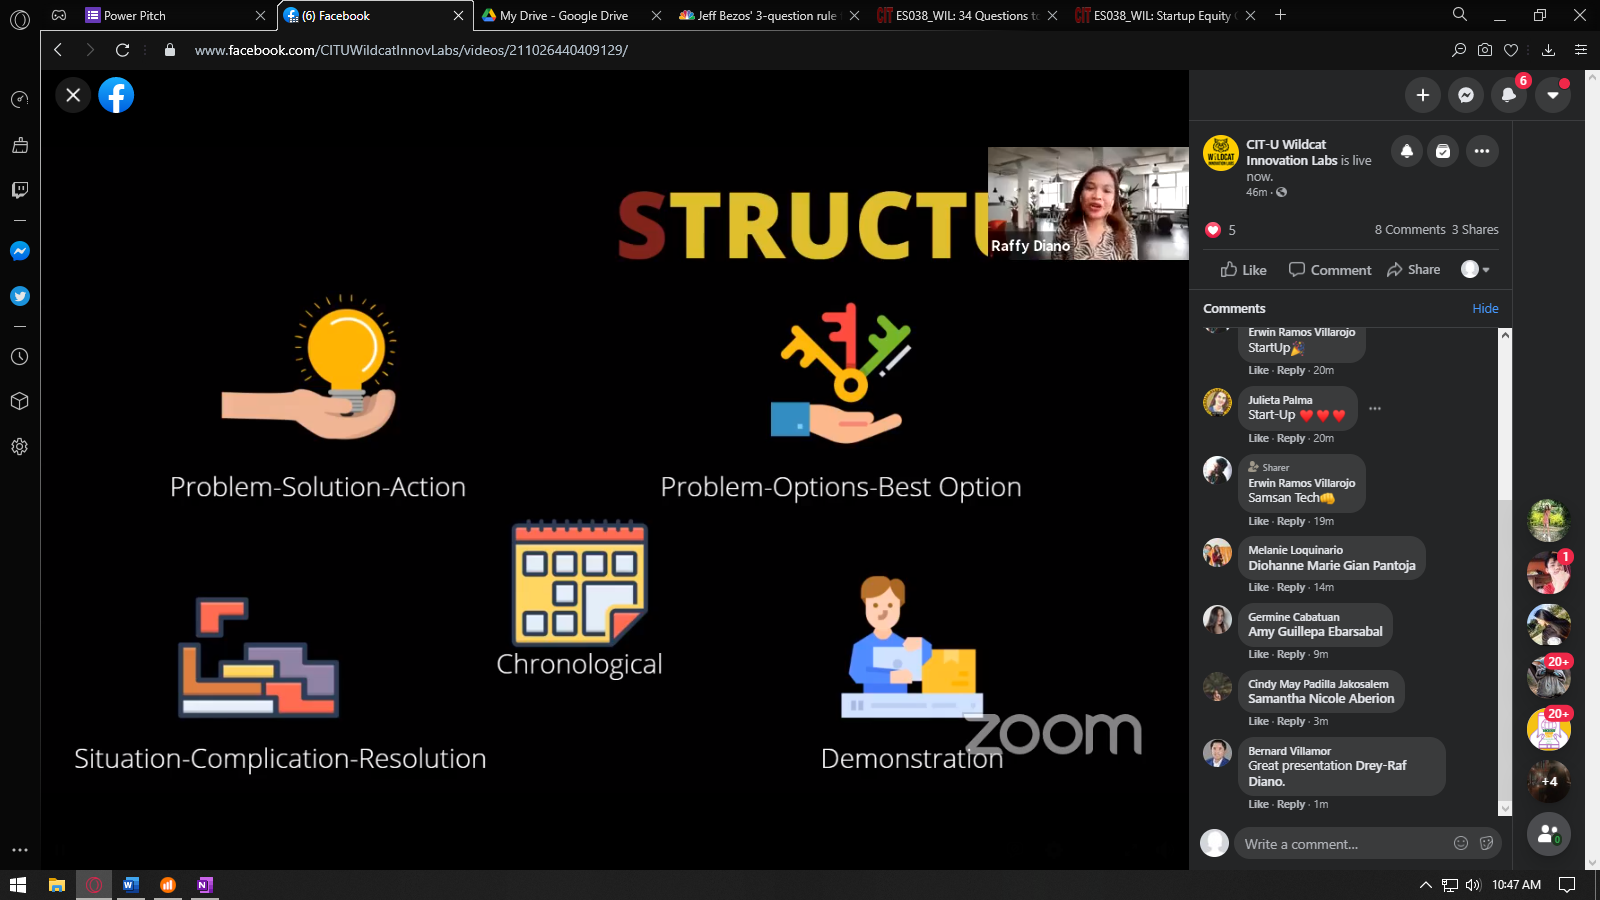 Power Pitch
(6) Facebook
My Drive - Google Drive
Jeff Bezos' 3-question rule
ES038_WIL: 34 Questions to
ES038_WIL: Startup Equity
www.facebook.com/CITUWildcatInnovLabs/videos/211026440409129/
6
CIT-U Wildcat
Innovation Labs is live
now.
46m ·
STRUCTU
Raffy Diano
5
8 Comments 3 Shares
Like
Comment
Share
Comments
Hide
Problem-Solution-Action
Problem-Options-Best Option
Chronological
Situation-Complication-Resolution
Demonstration
zoom
Erwin Ramos Villarojo
StartUp🎉
Like · Reply · 20m
Julieta Palma
Start-Up ❤❤❤
Like · Reply · 20m
Sharer
Erwin Ramos Villarojo
Samsan Tech👊
Like · Reply · 19m
Melanie Loquinario
Diohanne Marie Gian Pantoja
Like · Reply · 14m
Germine Cabatuan
Amy Guillepa Ebarsabal
Like · Reply · 9m
Cindy May Padilla Jakosalem
Samantha Nicole Aberion
Like · Reply · 3m
Bernard Villamor
Great presentation Drey-Raf
Diano.
Like · Reply · 1m
Write a comment...
1
20+
20+
+4
0
10:47 AM